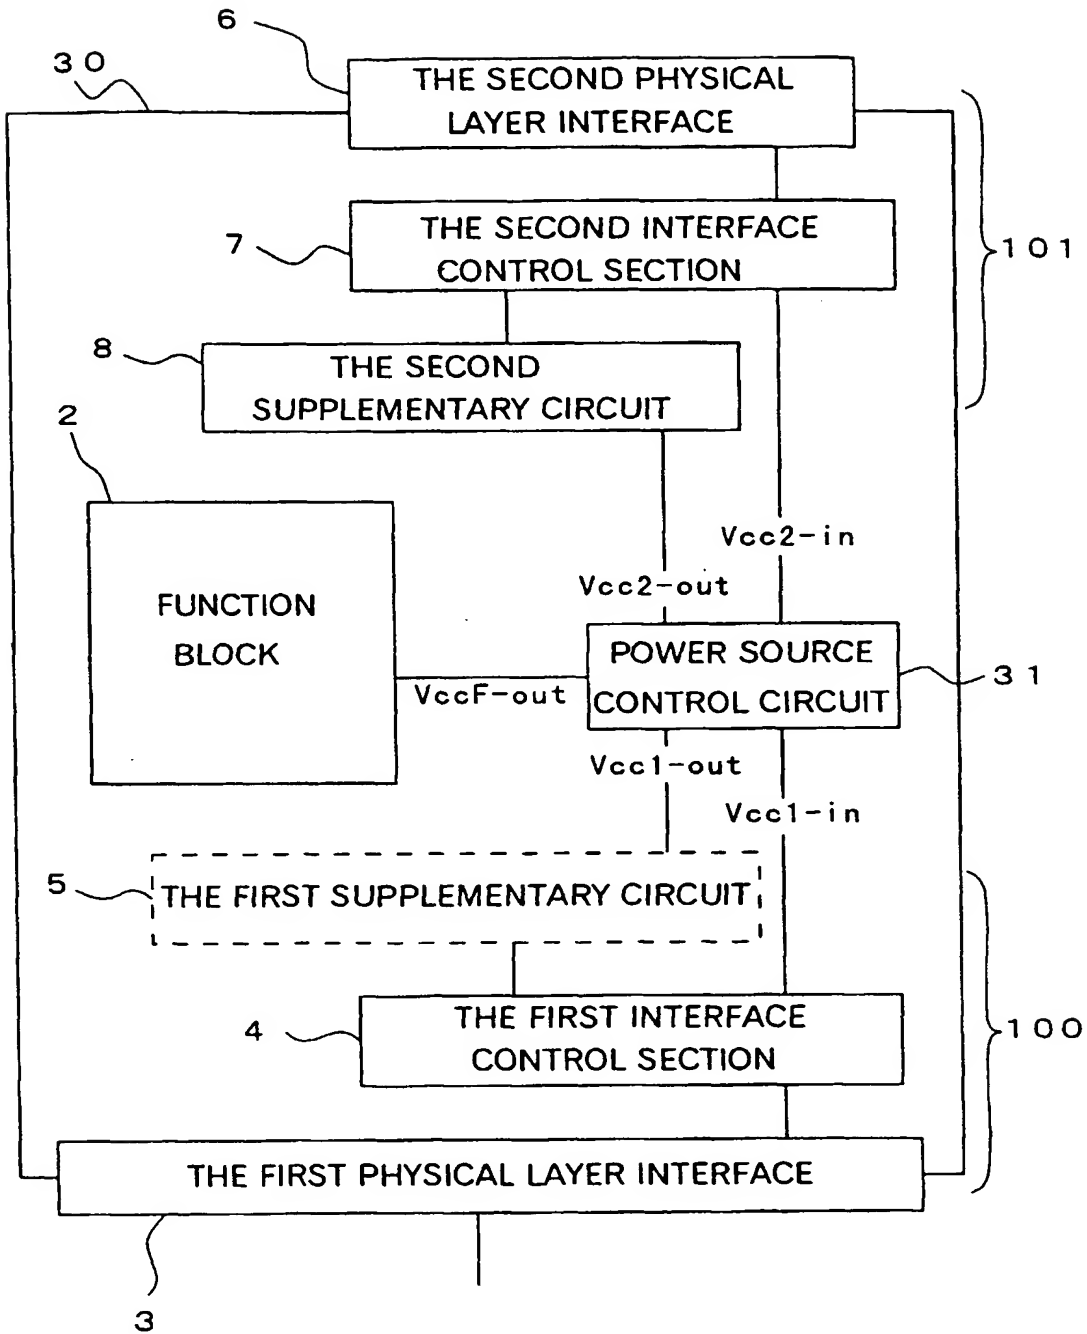 6
30
THE SECOND PHYSICAL
LAYER INTERFACE
7
THE SECOND INTERFACE
CONTROL SECTION
101
8
THE SECOND
SUPPLEMENTARY CIRCUIT
2
Vcc2-in
Vcc2-out
FUNCTION
BLOCK
POWER SOURCE
CONTROL CIRCUIT
31
VccF-out
Vcc1-out
Vcc1-in
5
THE FIRST SUPPLEMENTARY CIRCUIT
4
THE FIRST INTERFACE
CONTROL SECTION
100
THE FIRST PHYSICAL LAYER INTERFACE
3